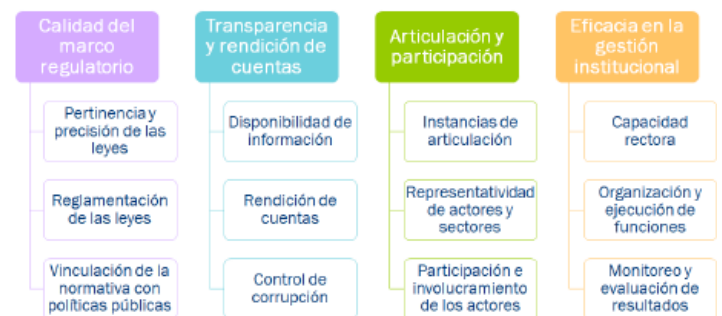 Calidad del
marco
regulatorio
Pertinencia y
precisión de las
leyes
Reglamentación
de las leyes
Vinculación de la
normativa con
políticas públicas
Transparencia
y rendición de
cuentas
Disponibilidad de
información
Rendición de
cuentas
Control de
corrupción
Articulación y
participación
Instancias de
articulación
Representatividad
de actores y
sectores
Participación e
involucramiento
de los actores
Eficacia en la
gestión
institucional
Capacidad
rectora
Organización y
ejecución de
funciones
Monitoreo y
evaluación de
resultados